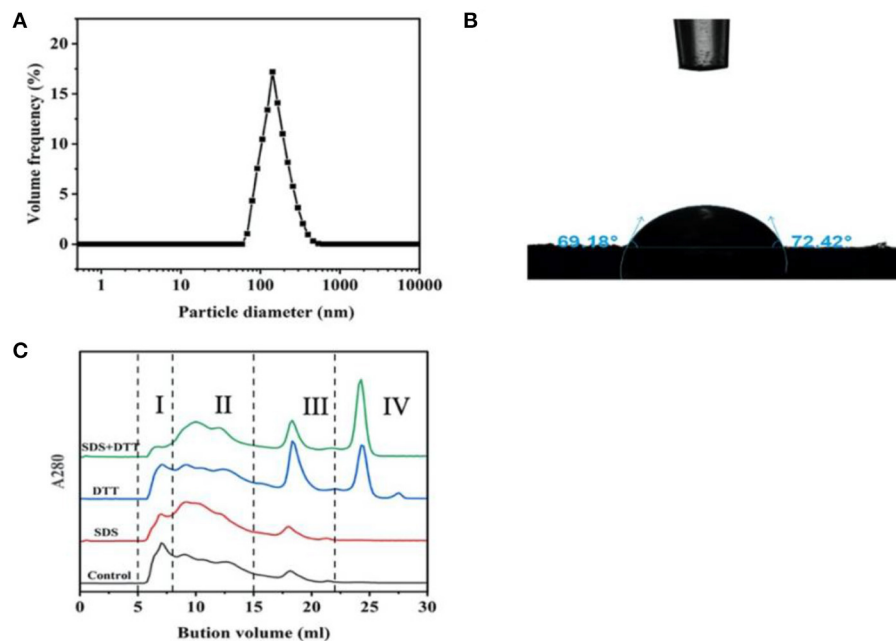 A
Volume frequency (%)
20
15
10
5
0
1
10
100
1000
10000
Particle diameter (nm)
B
69.18°
72.42°
C
A280
I
II
III
IV
SDS+DTT
DTT
SDS
Control
0
5
10
15
20
25
30
Bution volume (ml)